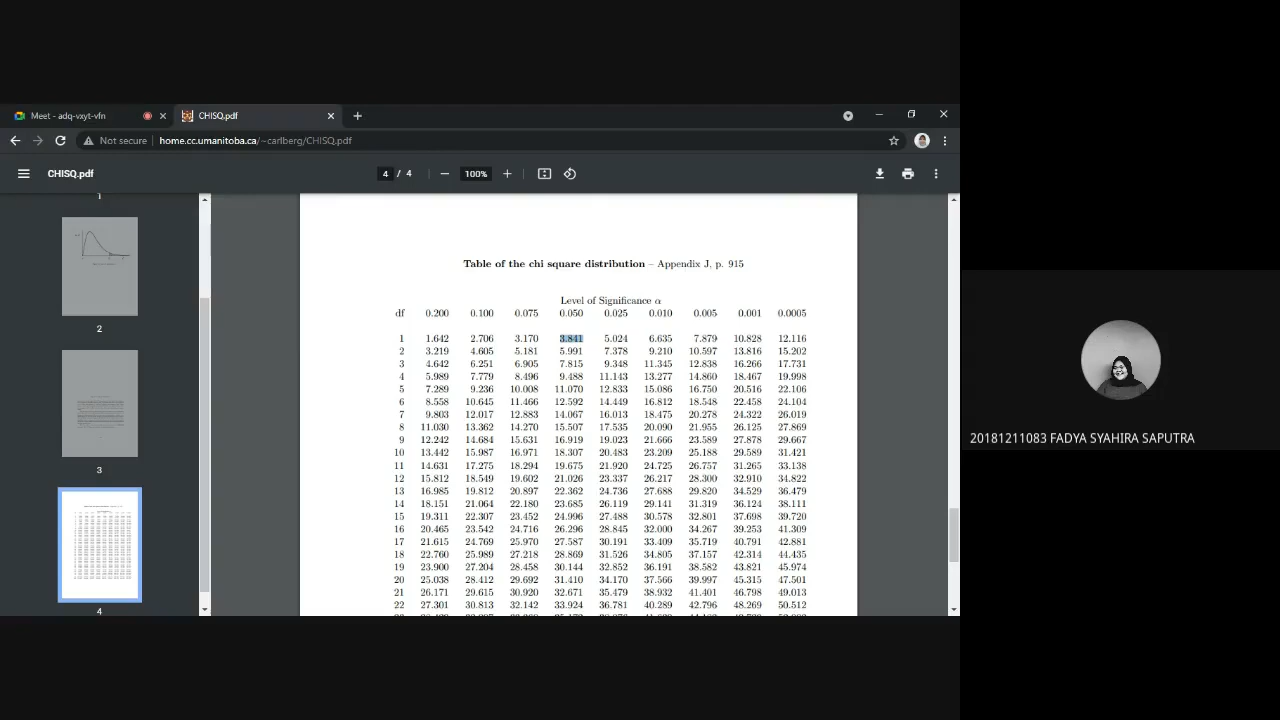 Meet - adq-vxyt-vfn
CHISQ.pdf
Not secure
home.cc.umanitoba.ca/~carlberg/CHISQ.pdf
CHISQ.pdf
4 / 4
100%
1
2
3
4
Table of the chi square distribution – Appendix J, p. 915
Level of Significance α
df 0.200 0.100 0.075 0.050 0.025 0.010 0.005 0.001 0.0005
1 1.642 2.706 3.170 3.841 5.024 6.635 7.879 10.828 12.116
2 3.219 4.605 5.181 5.991 7.378 9.210 10.597 13.816 15.202
3 4.642 6.251 6.905 7.815 9.348 11.345 12.838 16.266 17.731
4 5.989 7.779 8.496 9.488 11.143 13.277 14.860 18.467 19.998
5 7.289 9.236 10.008 11.070 12.833 15.086 16.750 20.516 22.106
6 8.558 10.645 11.466 12.592 14.449 16.812 18.548 22.458 24.104
7 9.803 12.017 12.883 14.067 16.013 18.475 20.278 24.322 26.019
8 11.030 13.362 14.270 15.507 17.535 20.090 21.955 26.125 27.869
9 12.242 14.684 15.631 16.919 19.023 21.666 23.589 27.878 29.667
10 13.442 15.987 16.971 18.307 20.483 23.209 25.188 29.589 31.421
11 14.631 17.275 18.294 19.675 21.920 24.725 26.757 31.265 33.138
12 15.812 18.549 19.602 21.026 23.337 26.217 28.300 32.910 34.822
13 16.985 19.812 20.897 22.362 24.736 27.688 29.820 34.529 36.479
14 18.151 21.064 22.180 23.685 26.119 29.141 31.319 36.124 38.111
15 19.311 22.307 23.452 24.996 27.488 30.578 32.801 37.698 39.720
16 20.465 23.542 24.716 26.296 28.845 32.000 34.267 39.253 41.309
17 21.615 24.769 25.970 27.587 30.191 33.409 35.719 40.791 42.881
18 22.760 25.989 27.218 28.869 31.526 34.805 37.157 42.314 44.435
19 23.900 27.204 28.458 30.144 32.852 36.191 38.582 43.821 45.974
20 25.038 28.412 29.692 31.410 34.170 37.566 39.997 45.315 47.501
21 26.171 29.615 30.920 32.671 35.479 38.932 41.401 46.798 49.013
22 27.301 30.813 32.142 33.924 36.781 40.289 42.796 48.269 50.512
20181211083 FADYA SYAHIRA SAPUTRA